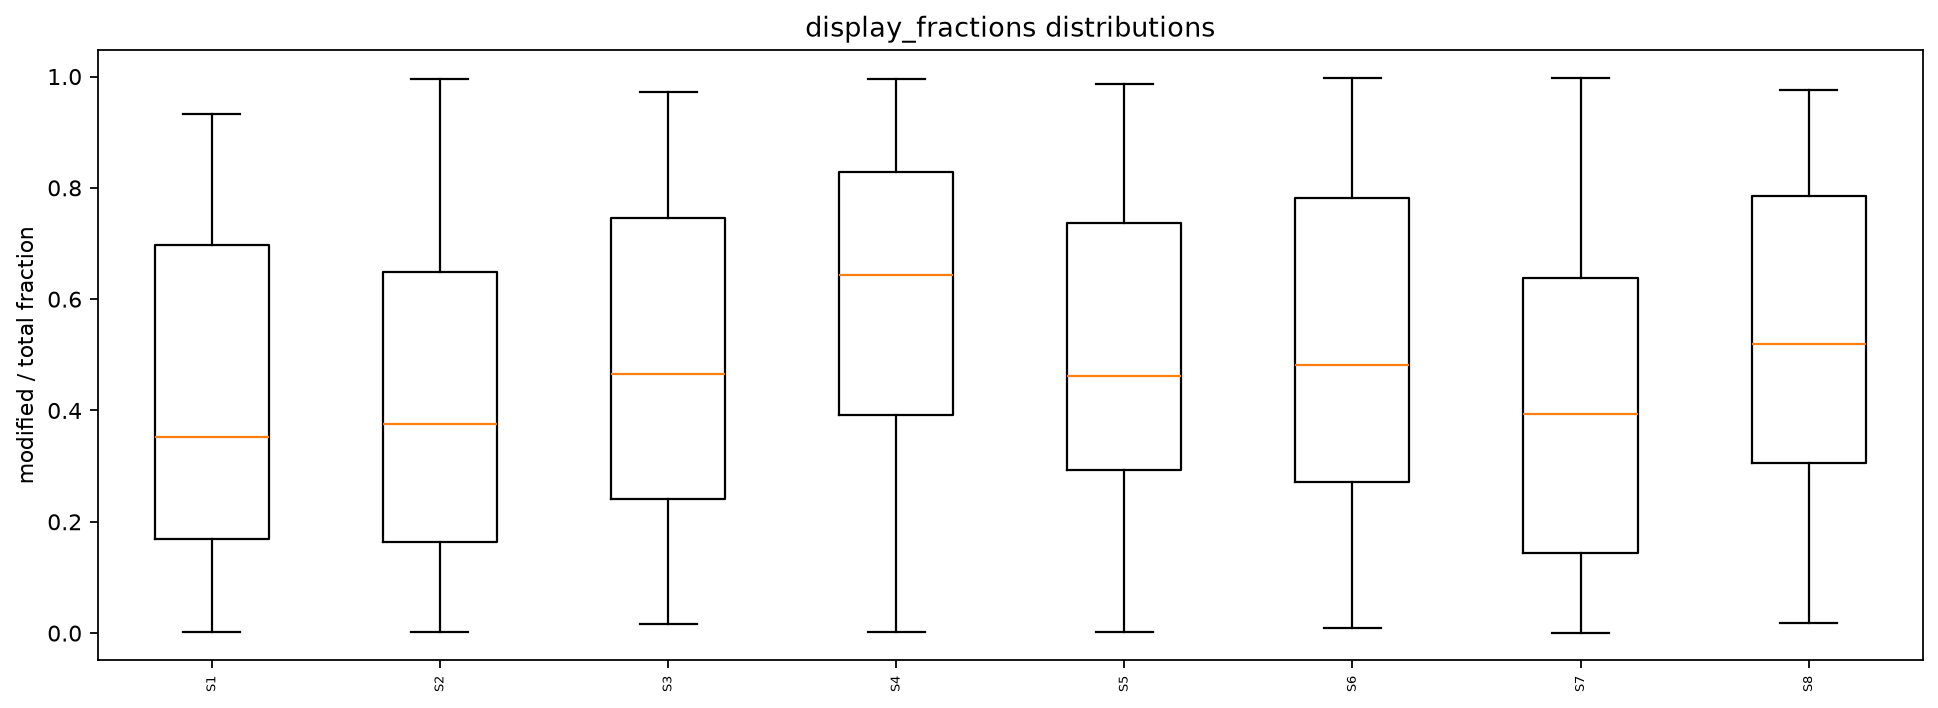 display_fractions distributions
modified / total fraction
1.0
0.8
0.6
0.4
0.2
0.0
S1
S2
S3
S4
S5
S6
S7
S8